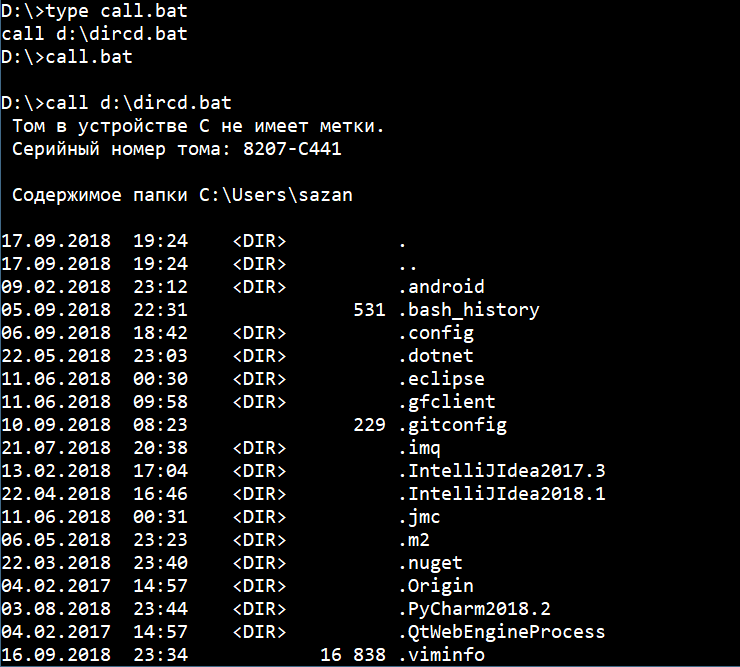 D:\>type call.bat
call d:\dircd.bat
D:\>call.bat
D:\>call d:\dircd.bat
Том в устройстве C не имеет метки.
Серийный номер тома: 8207-C441
Содержимое папки C:\Users\sazan
17.09.2018  19:24    <DIR>          .
17.09.2018  19:24    <DIR>          ..
09.02.2018  23:12    <DIR>          .android
05.09.2018  22:31               531 .bash_history
06.09.2018  18:42    <DIR>          .config
22.05.2018  23:03    <DIR>          .dotnet
11.06.2018  00:30    <DIR>          .eclipse
11.06.2018  09:58    <DIR>          .gfclient
10.09.2018  08:23               229 .gitconfig
21.07.2018  20:38    <DIR>          .imq
13.02.2018  17:04    <DIR>          .IntelliJIdea2017.3
22.04.2018  16:46    <DIR>          .IntelliJIdea2018.1
11.06.2018  00:31    <DIR>          .jmc
06.05.2018  23:23    <DIR>          .m2
22.03.2018  23:40    <DIR>          .nuget
04.02.2017  14:57    <DIR>          .Origin
03.08.2018  23:44    <DIR>          .PyCharm2018.2
04.02.2017  14:57    <DIR>          .QtWebEngineProcess
16.09.2018  23:34            16 838 .viminfo